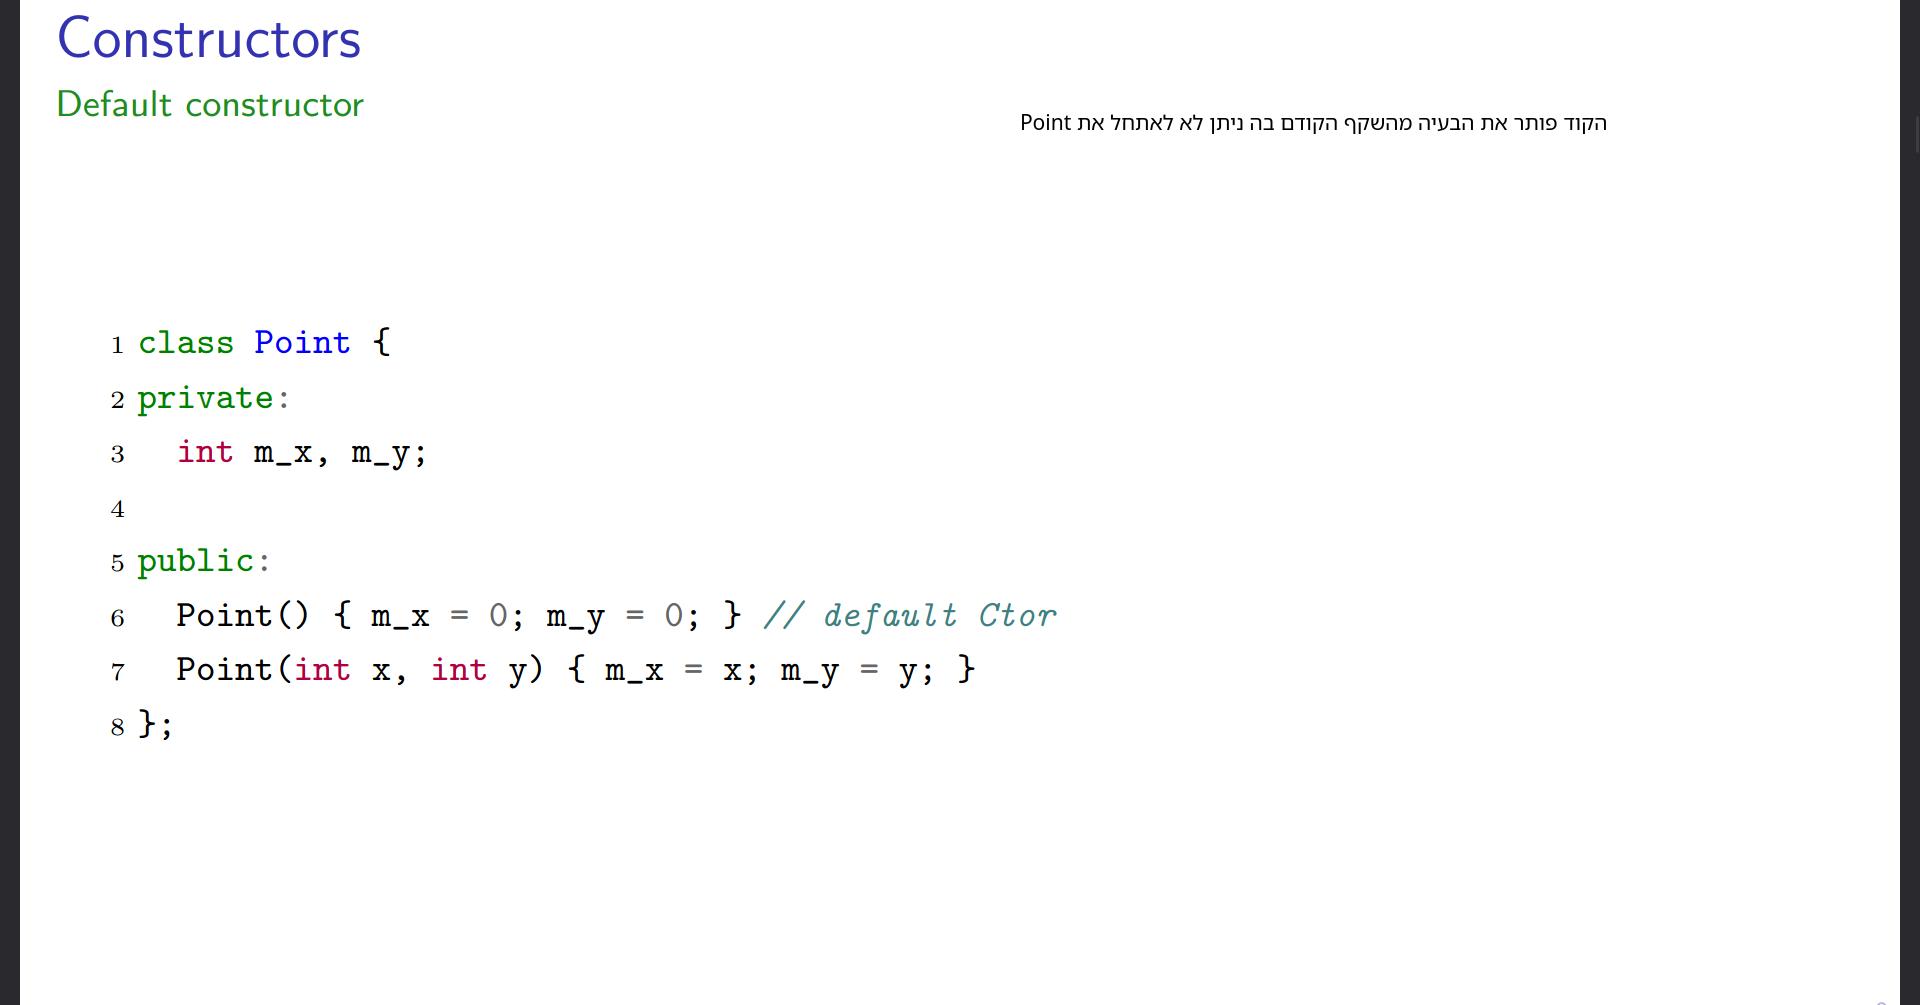 Constructors
Default constructor
הקוד פותר את הבעיה מהשקף הקודם בה ניתן לא לאתחל את Point
1 class Point {
2 private:
3   int m_x, m_y;
4
5 public:
6   Point() { m_x = 0; m_y = 0; } // default Ctor
7   Point(int x, int y) { m_x = x; m_y = y; }
8 };